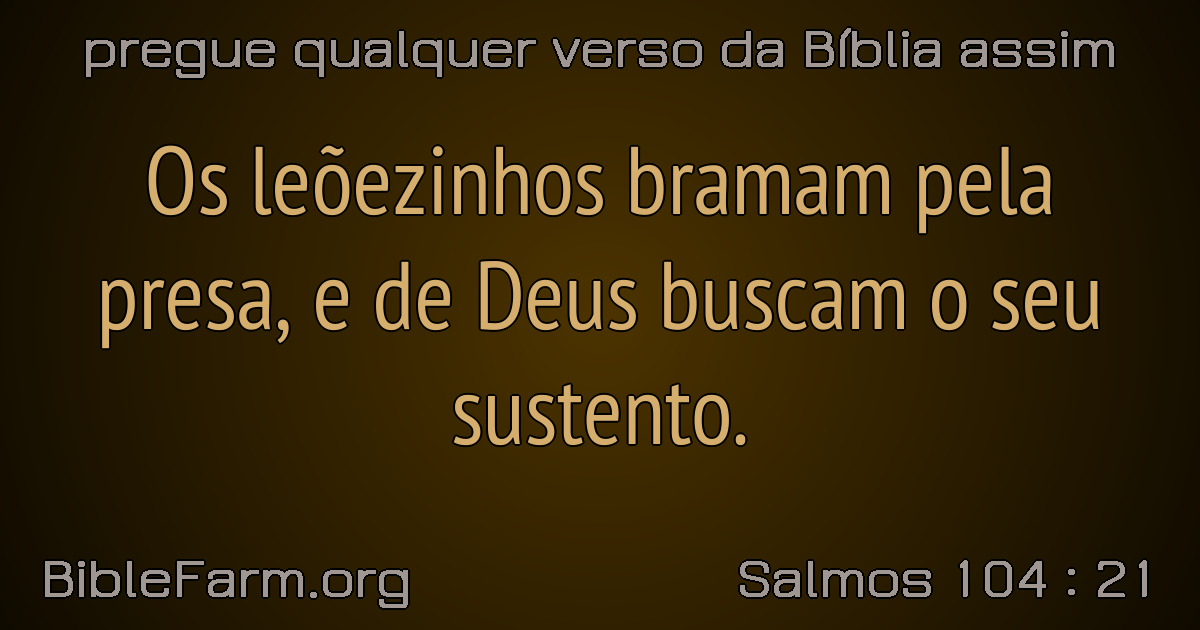 pregue qualquer verso da Bíblia assim
Os leõezinhos bramam pela
presa, e de Deus buscam o seu
sustento.
BibleFarm.org
Salmos 104 : 21